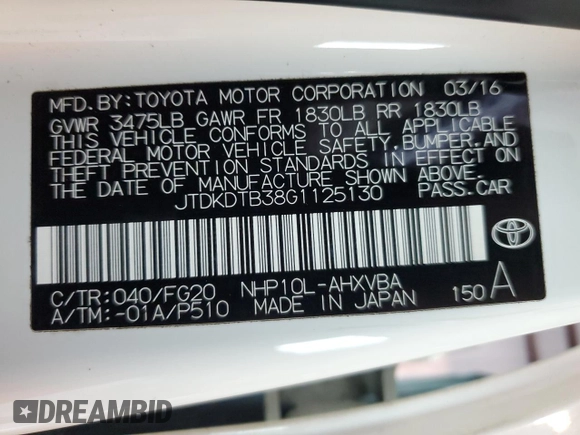 MFD.BY:TOYOTA MOTOR CORPORATION 03/16
GVWR 3475LB GAWR FR 1830LB RR 1830LB
THIS VEHICLE CONFORMS TO ALL APPLICABLE
FEDERAL MOTOR VEHICLE SAFETY,BUMPER,AND
THEFT PREVENTION STANDARDS IN EFFECT ON
THE DATE OF MANUFACTURE SHOWN ABOVE.
JTDKDTB38G1125130 PASS.CAR
C/TR:040/FG20 NHP10L-AHXVBA
A/TM:-01A/P510 MADE IN JAPAN 150 A
DREAMBID